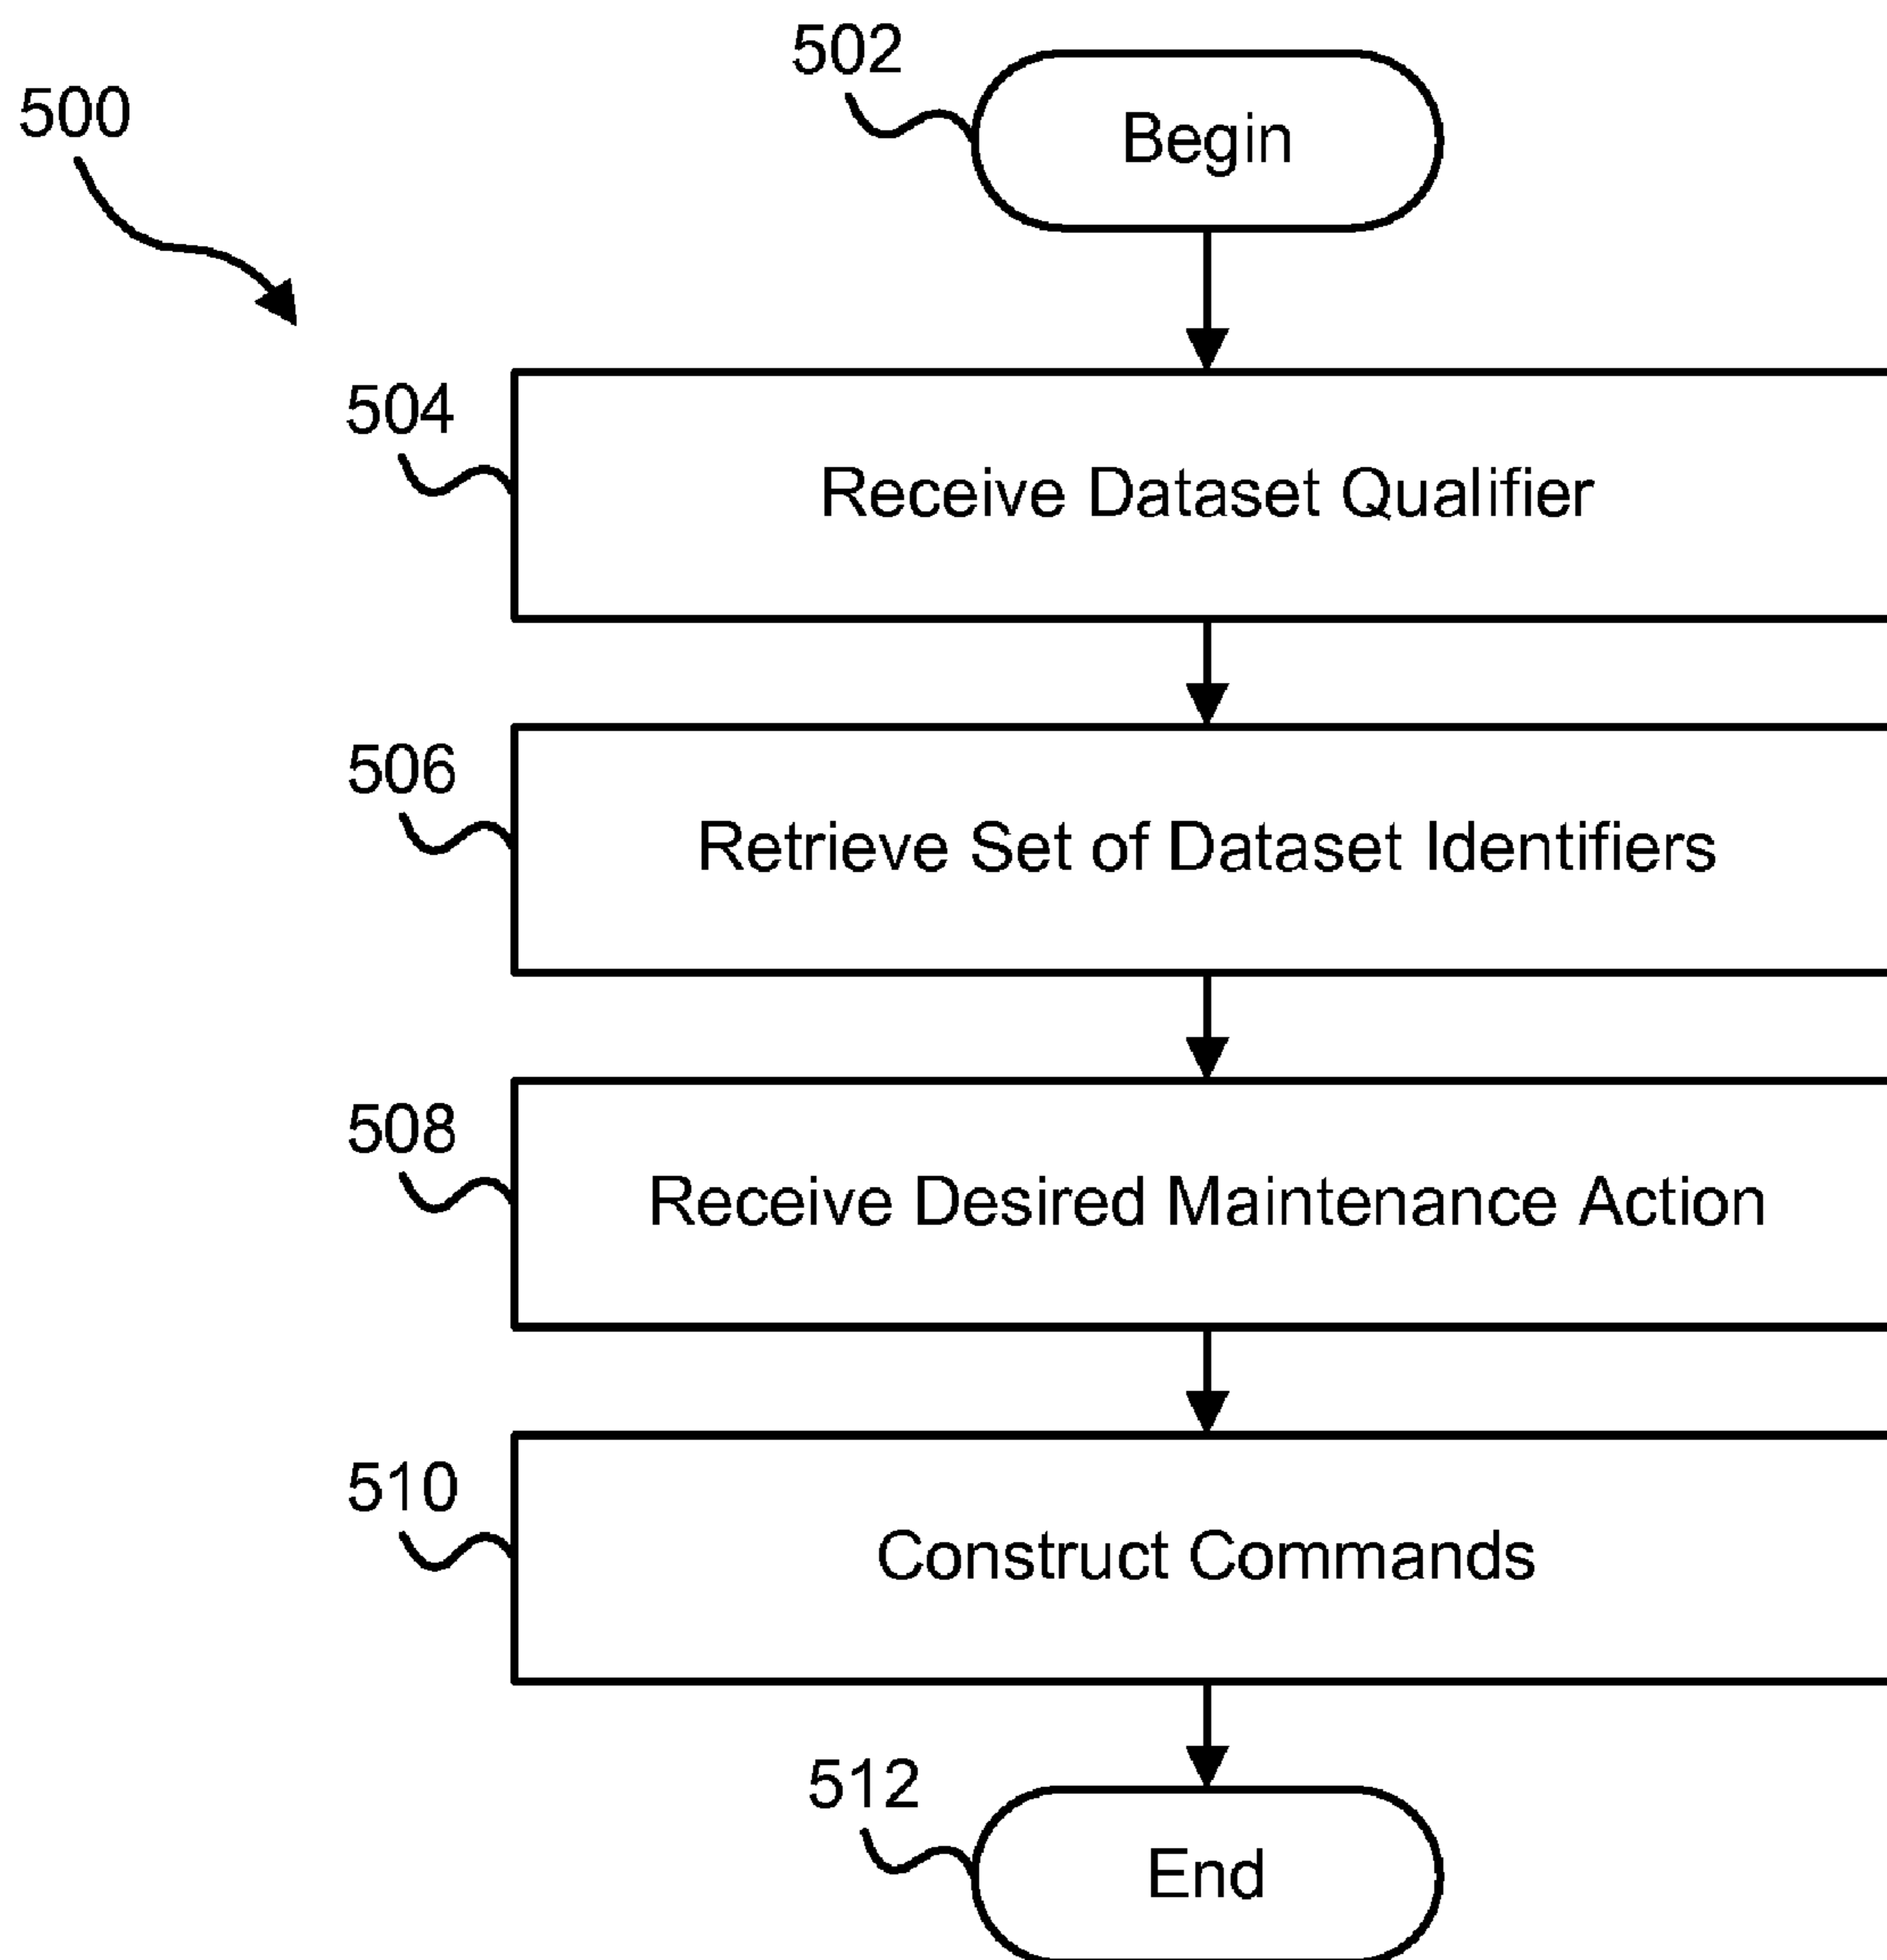 502
Begin
500
504
Receive Dataset Qualifier
506
Retrieve Set of Dataset Identifiers
508
Receive Desired Maintenance Action
510
Construct Commands
512
End